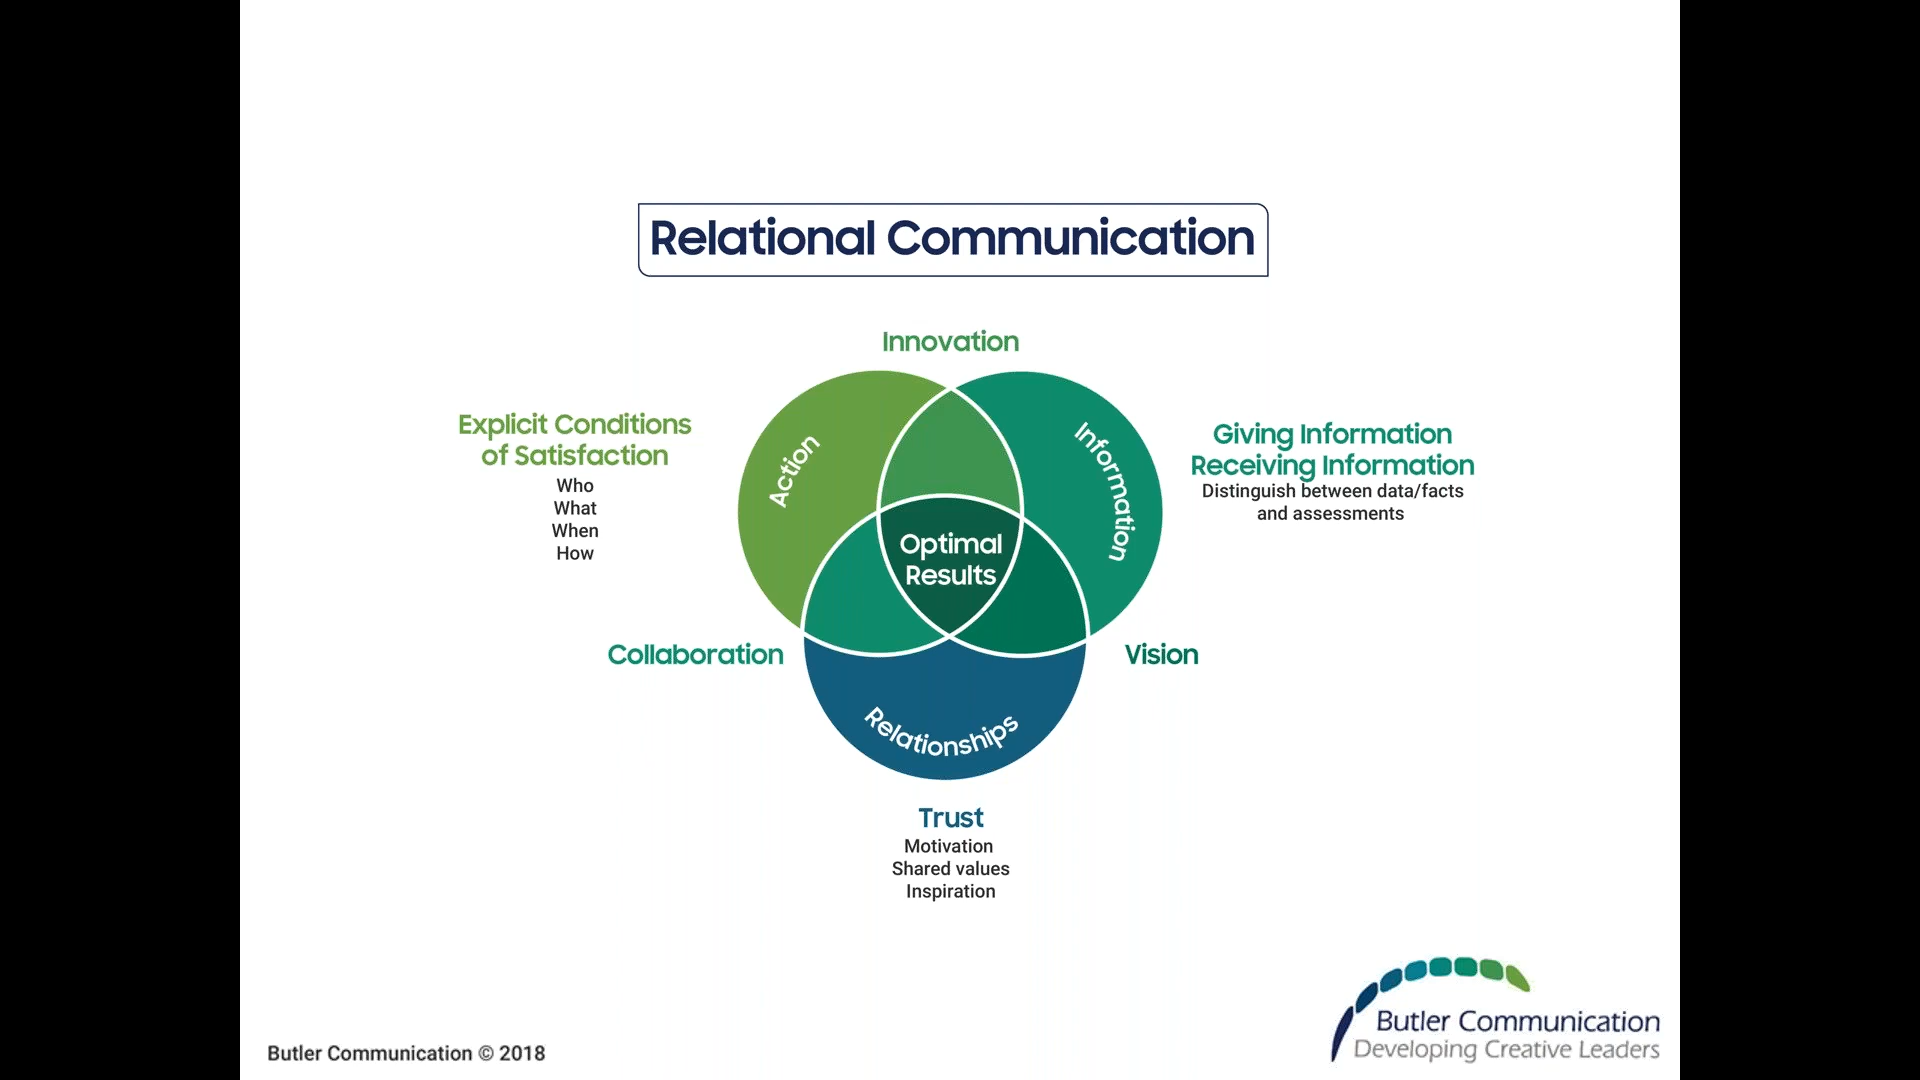 Relational Communication
Innovation
Explicit Conditions
of Satisfaction
Who
What
When
How
Action
Information
Giving Information
Receiving Information
Distinguish between data/facts
and assessments
Optimal
Results
Collaboration
Vision
Relationships
Trust
Motivation
Shared values
Inspiration
Butler Communication © 2018
Butler Communication
Developing Creative Leaders